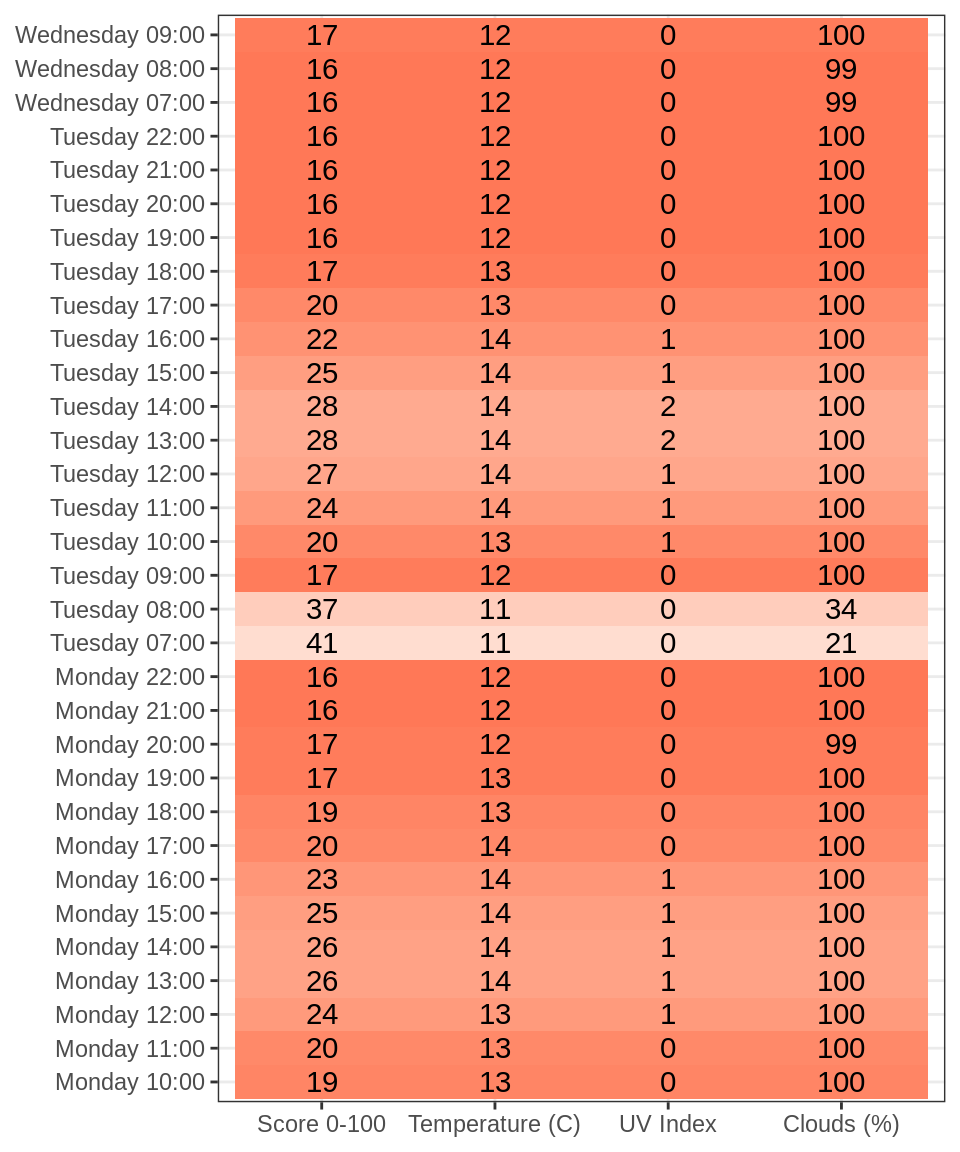 Wednesday 09:00 17 12 0 100
Wednesday 08:00 16 12 0 99
Wednesday 07:00 16 12 0 99
Tuesday 22:00 16 12 0 100
Tuesday 21:00 16 12 0 100
Tuesday 20:00 16 12 0 100
Tuesday 19:00 16 12 0 100
Tuesday 18:00 17 13 0 100
Tuesday 17:00 20 13 0 100
Tuesday 16:00 22 14 1 100
Tuesday 15:00 25 14 1 100
Tuesday 14:00 28 14 2 100
Tuesday 13:00 28 14 2 100
Tuesday 12:00 27 14 1 100
Tuesday 11:00 24 14 1 100
Tuesday 10:00 20 13 1 100
Tuesday 09:00 17 12 0 100
Tuesday 08:00 37 11 0 34
Tuesday 07:00 41 11 0 21
Monday 22:00 16 12 0 100
Monday 21:00 16 12 0 100
Monday 20:00 17 12 0 99
Monday 19:00 17 13 0 100
Monday 18:00 19 13 0 100
Monday 17:00 20 14 0 100
Monday 16:00 23 14 1 100
Monday 15:00 25 14 1 100
Monday 14:00 26 14 1 100
Monday 13:00 26 14 1 100
Monday 12:00 24 13 1 100
Monday 11:00 20 13 0 100
Monday 10:00 19 13 0 100
Score 0-100 Temperature (C) UV Index Clouds (%)